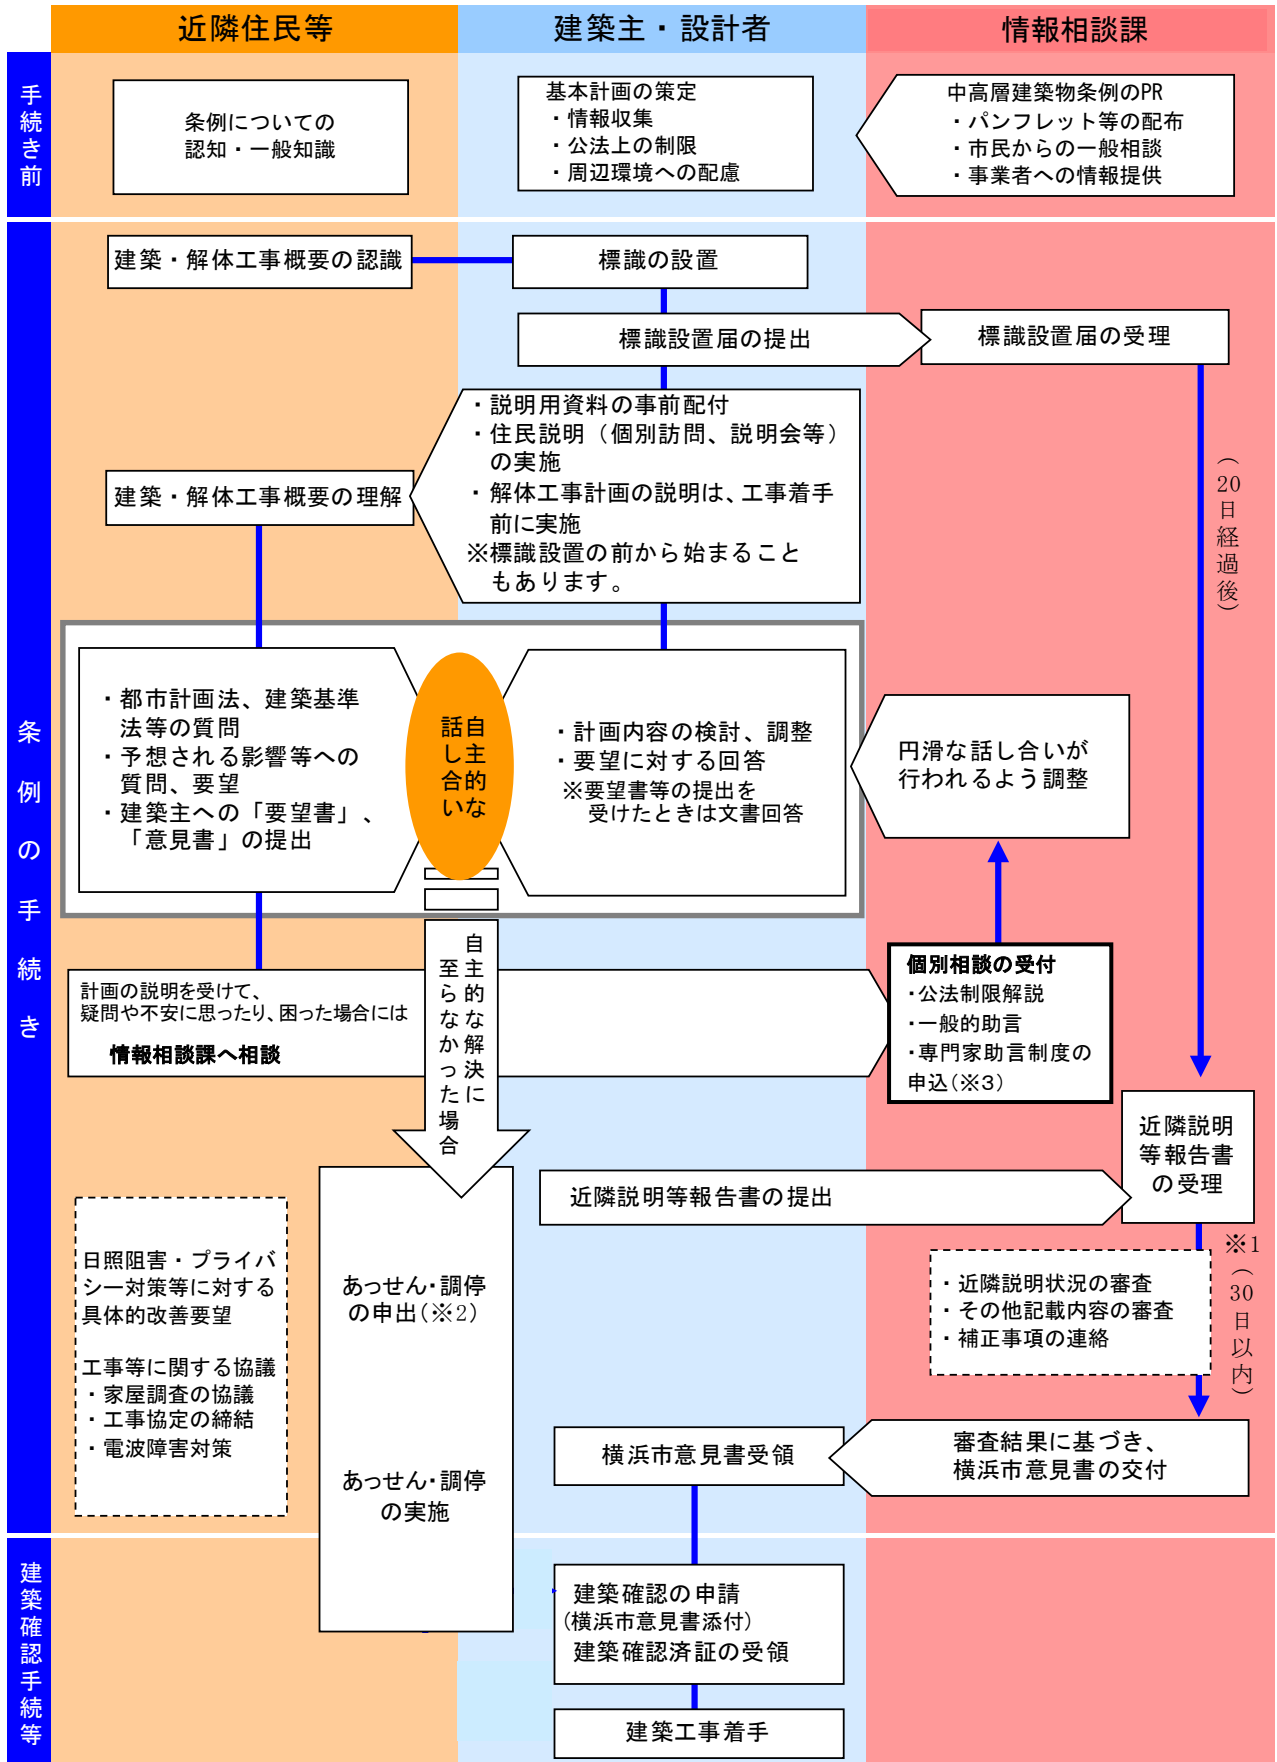 近隣住民等
建築主・設計者
情報相談課
手続き前
条例についての
認知・一般知識
基本計画の策定
・情報収集
・公法上の制限
・周辺環境への配慮
中高層建築物条例のPR
・パンフレット等の配布
・市民からの一般相談
・事業者への情報提供
条例の手続き
建築・解体工事概要の認識
標識の設置
標識設置届の提出
標識設置届の受理
・説明用資料の事前配付
・住民説明（個別訪問、説明会等）
の実施
・解体工事計画の説明は、工事着手
前に実施
※標識設置の前から始まること
もあります。
建築・解体工事概要の理解
（20日経過後）
・都市計画法、建築基準
法等の質問
・予想される影響等への
質問、要望
・建築主への「要望書」、
「意見書」の提出
自主的な
話し合い
・計画内容の検討、調整
・要望に対する回答
※要望書等の提出を
受けたときは文書回答
円滑な話し合いが
行われるよう調整
自主的な解決に
至らなかった場合
計画の説明を受けて、
疑問や不安に思ったり、困った場合には
情報相談課へ相談
個別相談の受付
・公法制限解説
・一般的助言
・専門家助言制度の
申込(※3)
近隣説明
等報告書
の受理
近隣説明等報告書の提出
※1
（30日以内）
・近隣説明状況の審査
・その他記載内容の審査
・補正事項の連絡
日照阻害・プライバ
シー対策等に対する
具体的改善要望
工事等に関する協議
・家屋調査の協議
・工事協定の締結
・電波障害対策
あっせん・調停
の申出(※2)
あっせん・調停
の実施
横浜市意見書受領
審査結果に基づき、
横浜市意見書の交付
建築確認手続等
建築確認の申請
(横浜市意見書添付)
建築確認済証の受領
建築工事着手